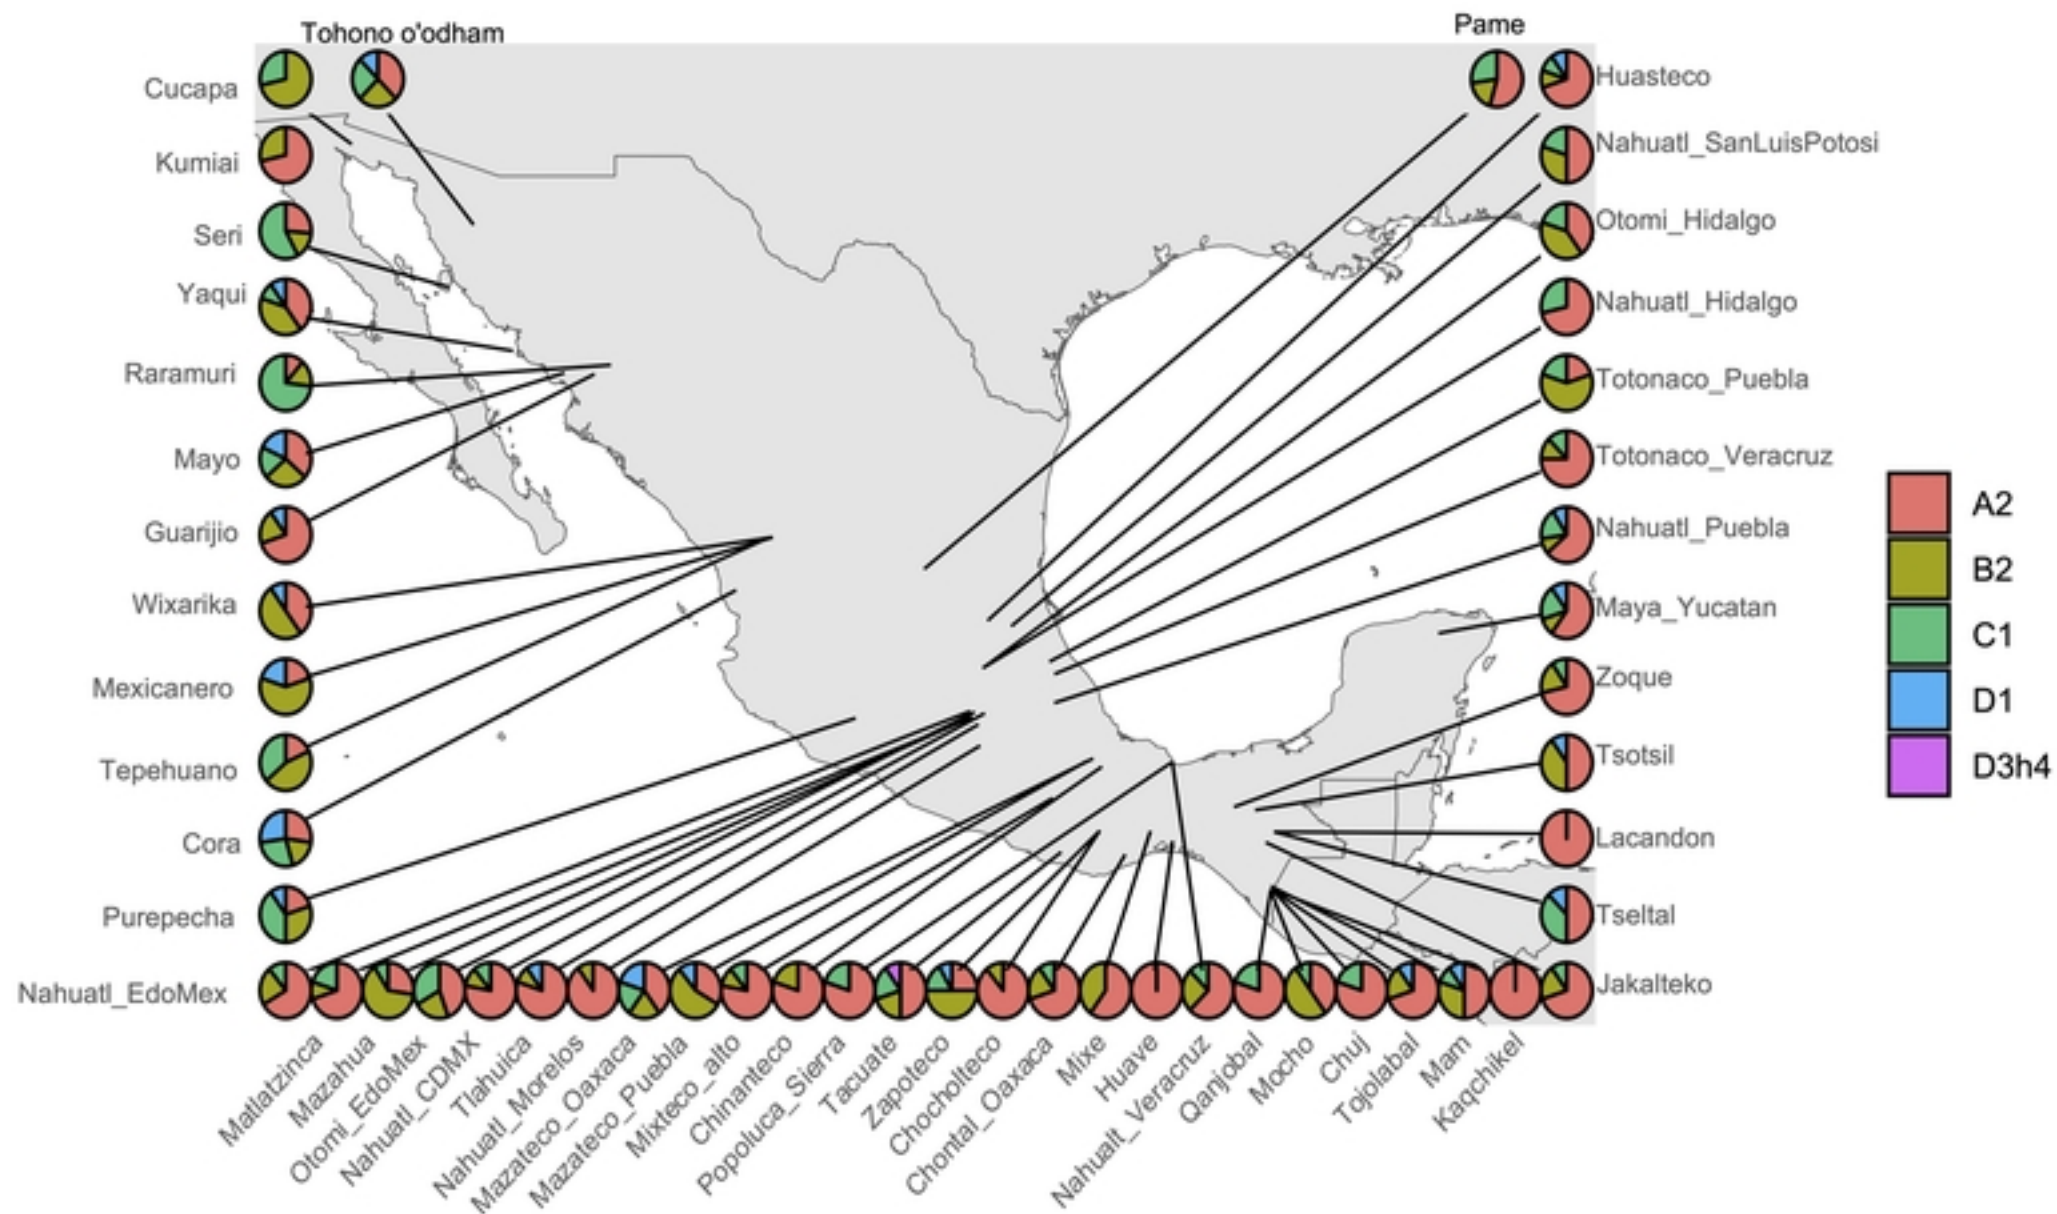 Tohono o'odham
Pame
Cucapa
Kumiai
Seri
Yaqui
Raramuri
Mayo
Guarijio
Wixarika
Mexicanero
Tepehuano
Cora
Purepecha
Nahuatl_EdoMex
Matlatzinca
Mazahua
Otomi_EdoMex
Nahuatl_CDMX
Tlahuica
Nahuatl_Morelos
Mazateco_Oaxaca
Mazateco_Puebla
Mixteco_alto
Chinanteco
Popoluca_Sierra
Tacuate
Zapoteco
Chocholteco
Chontal_Oaxaca
Mixe
Huave
Nahualt_Veracruz
Qanjobal
Mocho
Chuj
Tojolabal
Mam
Kaqchikel
Huasteco
Nahuatl_SanLuisPotosi
Otomi_Hidalgo
Nahuatl_Hidalgo
Totonaco_Puebla
Totonaco_Veracruz
Nahuatl_Puebla
Maya_Yucatan
Zoque
Tsotsil
Lacandon
Tseltal
Jakalteko
A2
B2
C1
D1
D3h4